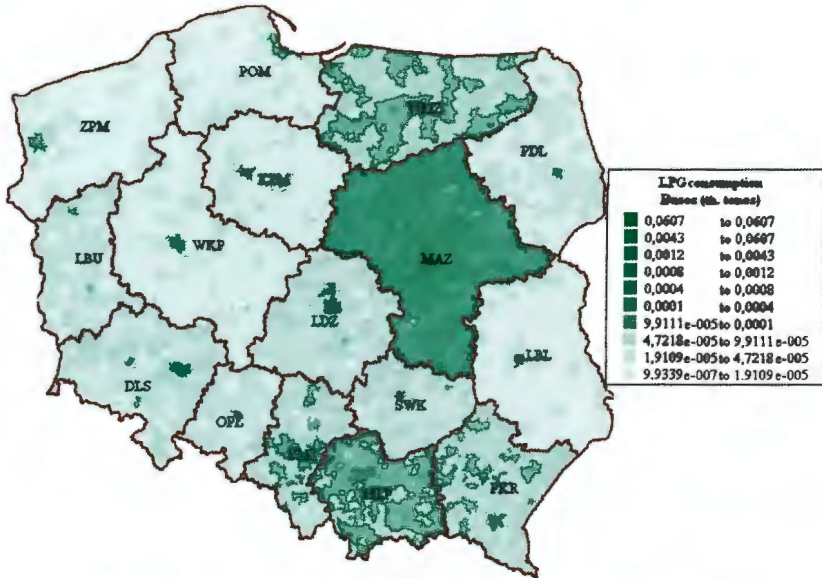 POM
ZPM
PDL
WKP
LBU
MAZ
LDZ
LBL
DLS
SWK
OPL
PKR
LPG consumption
Buses (th. tones)
0,0607 to 0,0607
0,0043 to 0,0607
0,0012 to 0,0043
0,0008 to 0,0012
0,0004 to 0,0008
0,0001 to 0,0004
9,9111e-005 to 0,0001
4,7218e-005 to 9,9111e-005
1,9109e-005 to 4,7218e-005
9,9339e-007 to 1,9109e-005